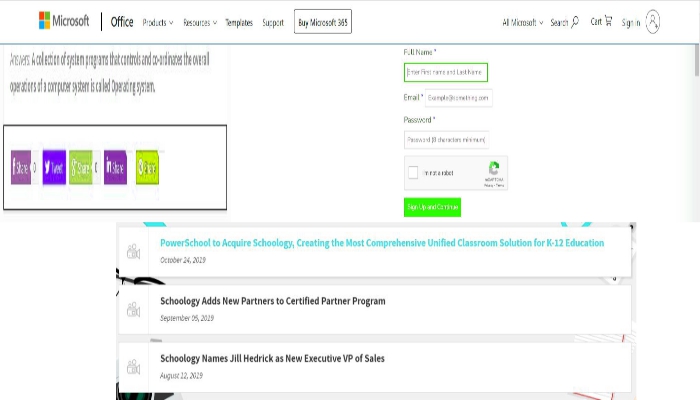 Microsoft Office Products Resources Templates Support Buy Microsoft 365 All Microsoft Search Cart Sign in
Answers: A collection of system programs that controls and co-ordinates the overall
operations of a computer system is called Operating system.
Share 0 Tweet Share 0 Share Share
Full Name *
Enter First name and Last Name
Email * Example@something.com
Password *
Password (8 characters minimum)
I'm not a robot
reCAPTCHA
Privacy - Terms
Sign Up and Continue
PowerSchool to Acquire Schoology, Creating the Most Comprehensive Unified Classroom Solution for K-12 Education
October 24, 2019
Schoology Adds New Partners to Certified Partner Program
September 05, 2019
Schoology Names Jill Hedrick as New Executive VP of Sales
August 12, 2019